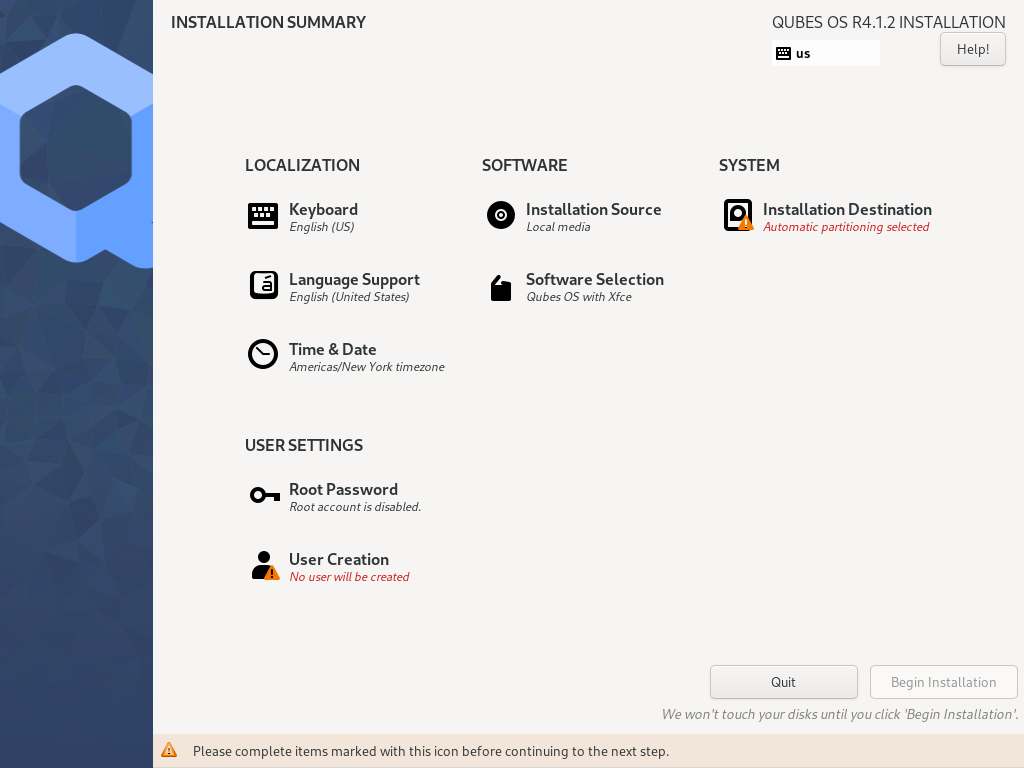 INSTALLATION SUMMARY
QUBES OS R4.1.2 INSTALLATION
us
Help!
LOCALIZATION
Keyboard
English (US)
Language Support
English (United States)
Time & Date
Americas/New York timezone
SOFTWARE
Installation Source
Local media
Software Selection
Qubes OS with Xfce
SYSTEM
Installation Destination
Automatic partitioning selected
USER SETTINGS
Root Password
Root account is disabled.
User Creation
No user will be created
Quit
Begin Installation
We won't touch your disks until you click 'Begin Installation'.
Please complete items marked with this icon before continuing to the next step.